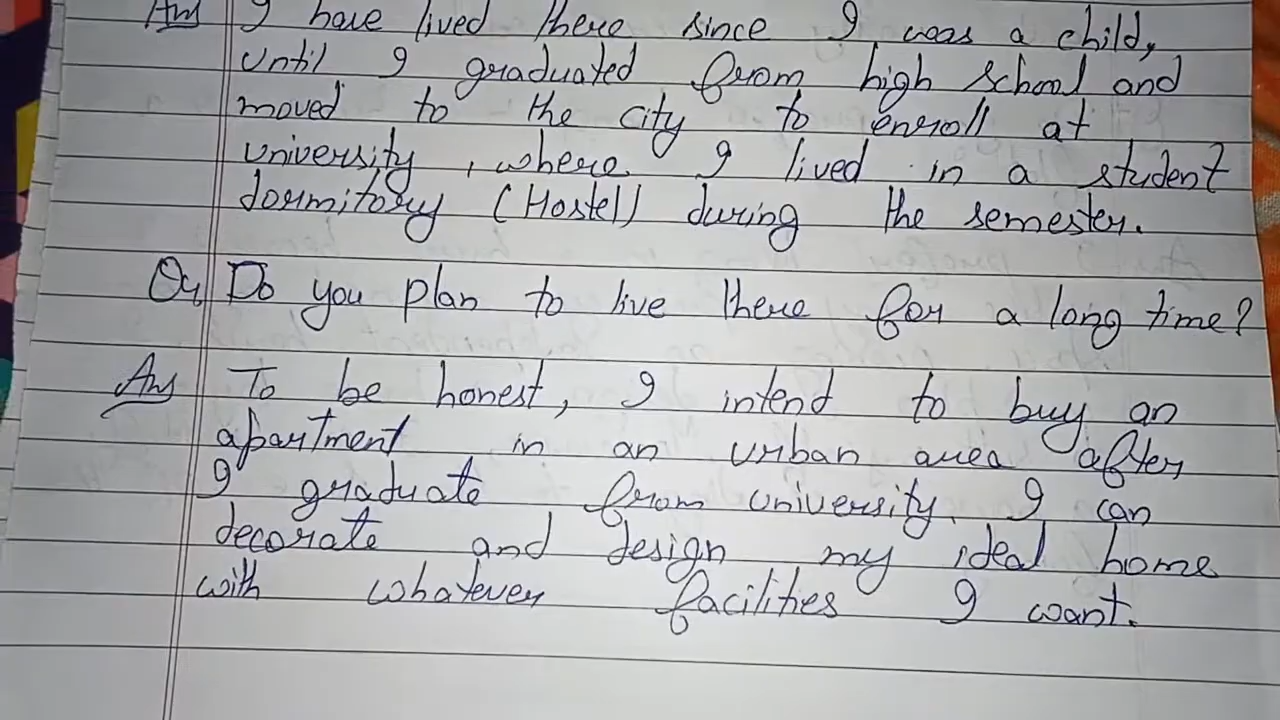 Ans I have lived there since I was a child,
until I graduated from high school and
moved to the city to enroll at
university, where I lived in a student
dormitory (Hostel) during the semester.
Qu Do you plan to live there for a long time?
Ans To be honest, I intend to buy an
apartment in an urban area after
I graduate from university. I can
decorate and design my ideal home
with whatever facilities I want.